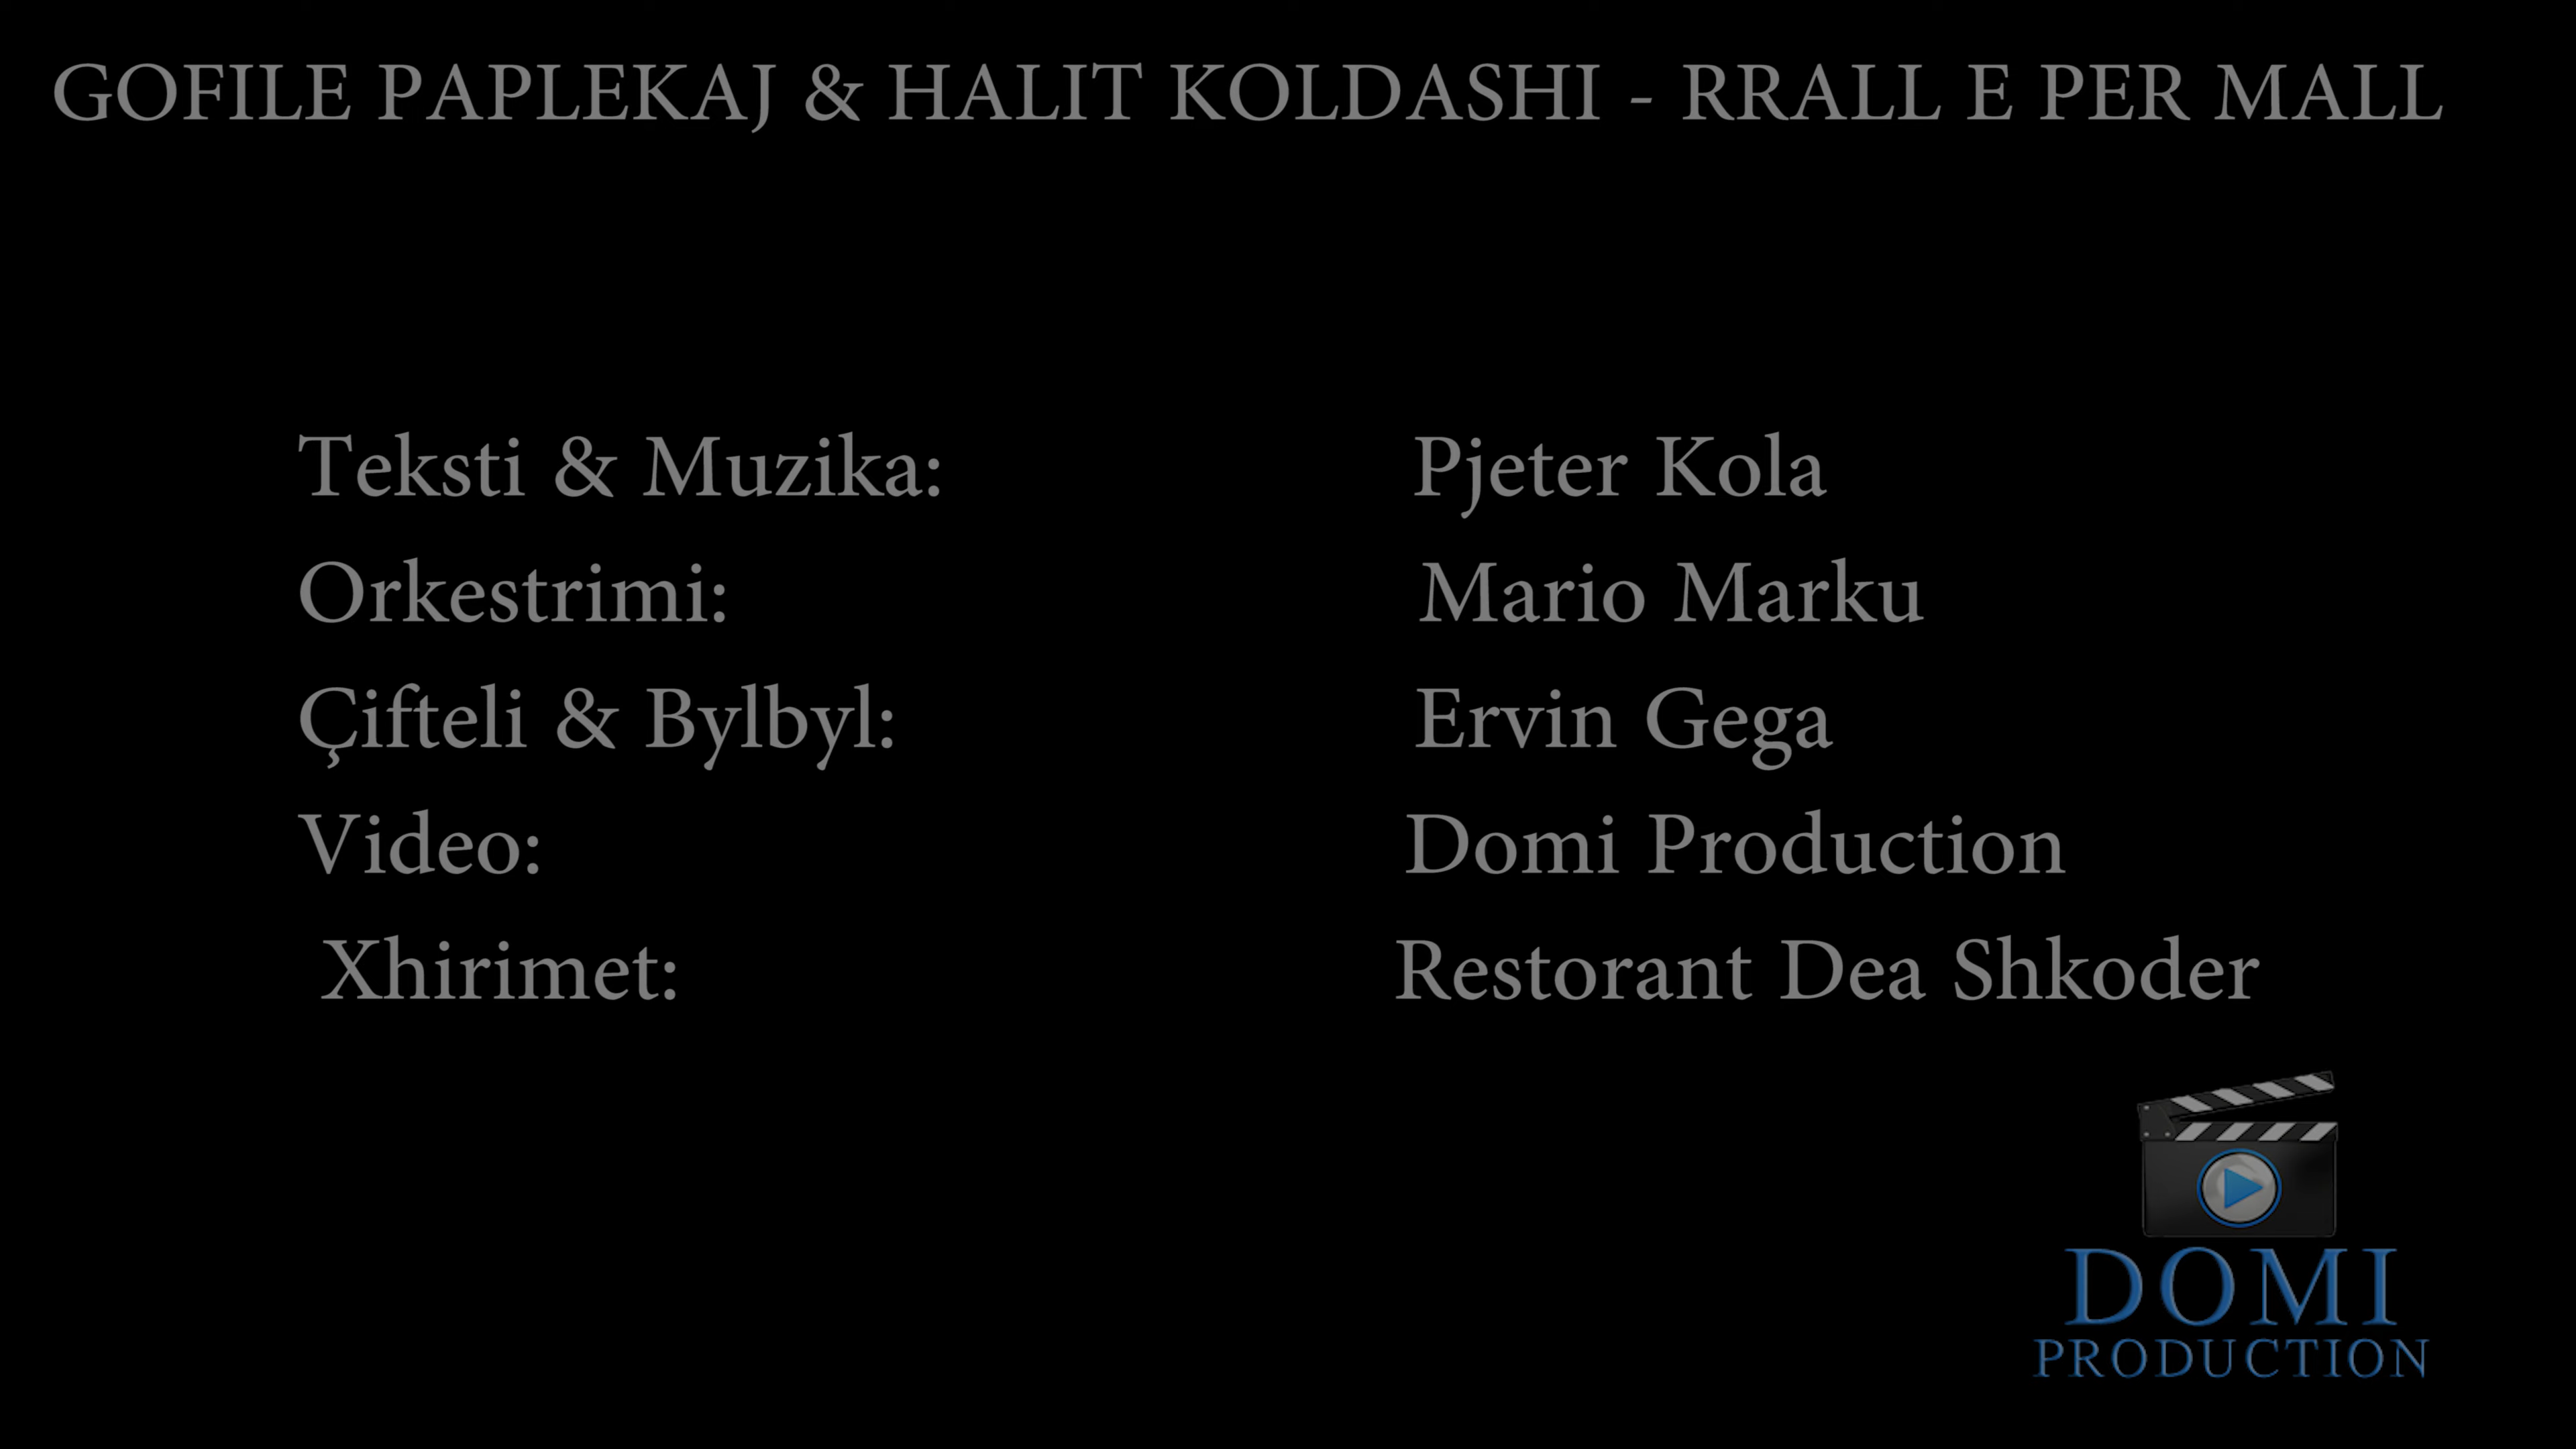 GOFILE PAPLEKAJ & HALIT KOLDASHI - RRALL E PER MALL
Teksti & Muzika: Pjeter Kola
Orkestrimi: Mario Marku
Çifteli & Bylbyl: Ervin Gega
Video: Domi Production
Xhirimet: Restorant Dea Shkoder
DOMI
PRODUCTION